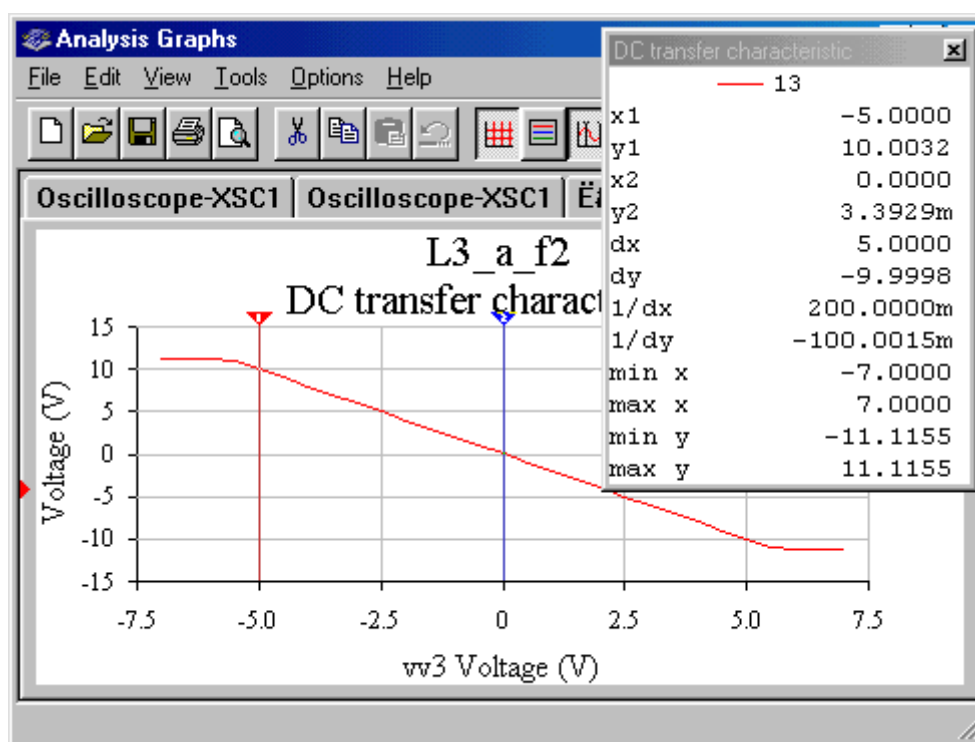 Analysis Graphs
File Edit View Tools Options Help
Oscilloscope-XSC1 Oscilloscope-XSC1
L3_a_f2
DC transfer charact
15
10
5
0
-5
-10
-15
Voltage (V)
-7.5 -5.0 -2.5 0 2.5 5.0 7.5
vv3 Voltage (V)
DC transfer characteristic
13
x1 -5.0000
y1 10.0032
x2 0.0000
y2 3.3929m
dx 5.0000
dy -9.9998
1/dx 200.0000m
1/dy -100.0015m
min x -7.0000
max x 7.0000
min y -11.1155
max y 11.1155